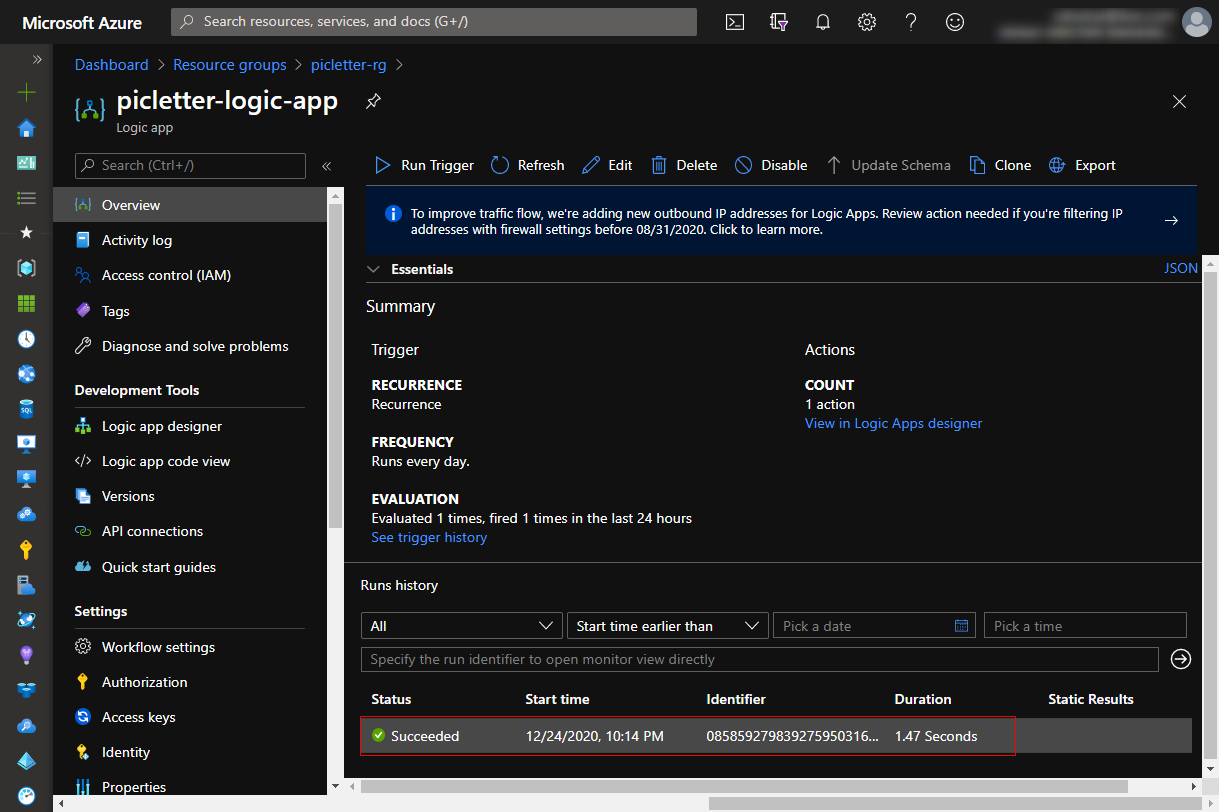 Microsoft Azure
Search resources, services, and docs (G+/)
Dashboard > Resource groups > picletter-rg >
picletter-logic-app
Logic app
Search (Ctrl+/)
Overview
Activity log
Access control (IAM)
Tags
Diagnose and solve problems
Development Tools
Logic app designer
Logic app code view
Versions
API connections
Quick start guides
Settings
Workflow settings
Authorization
Access keys
Identity
Properties
Run Trigger Refresh Edit Delete Disable Update Schema Clone Export
To improve traffic flow, we're adding new outbound IP addresses for Logic Apps. Review action needed if you're filtering IP
addresses with firewall settings before 08/31/2020. Click to learn more.
Essentials JSON
Summary
Trigger
RECURRENCE
Recurrence
FREQUENCY
Runs every day.
EVALUATION
Evaluated 1 times, fired 1 times in the last 24 hours
See trigger history
Actions
COUNT
1 action
View in Logic Apps designer
Runs history
All Start time earlier than Pick a date Pick a time
Specify the run identifier to open monitor view directly
Status Start time Identifier Duration Static Results
Succeeded 12/24/2020, 10:14 PM 085859279839275950316... 1.47 Seconds